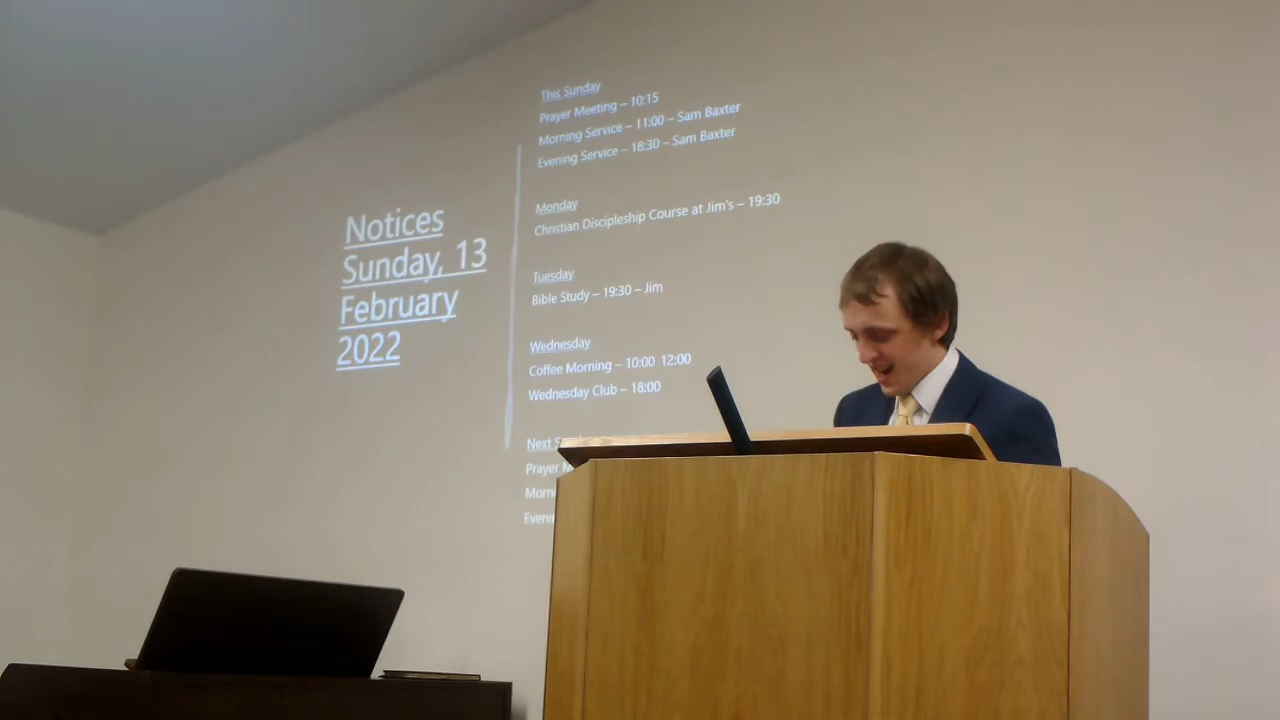 Notices
Sunday, 13
February
2022
This Sunday
Prayer Meeting – 10:15
Morning Service – 11:00 – Sam Baxter
Evening Service – 18:30 – Sam Baxter
Monday
Christian Discipleship Course at Jim's – 19:30
Tuesday
Bible Study – 19:30 – Jim
Wednesday
Coffee Morning – 10:00 12:00
Wednesday Club – 18:00
Next
Prayer